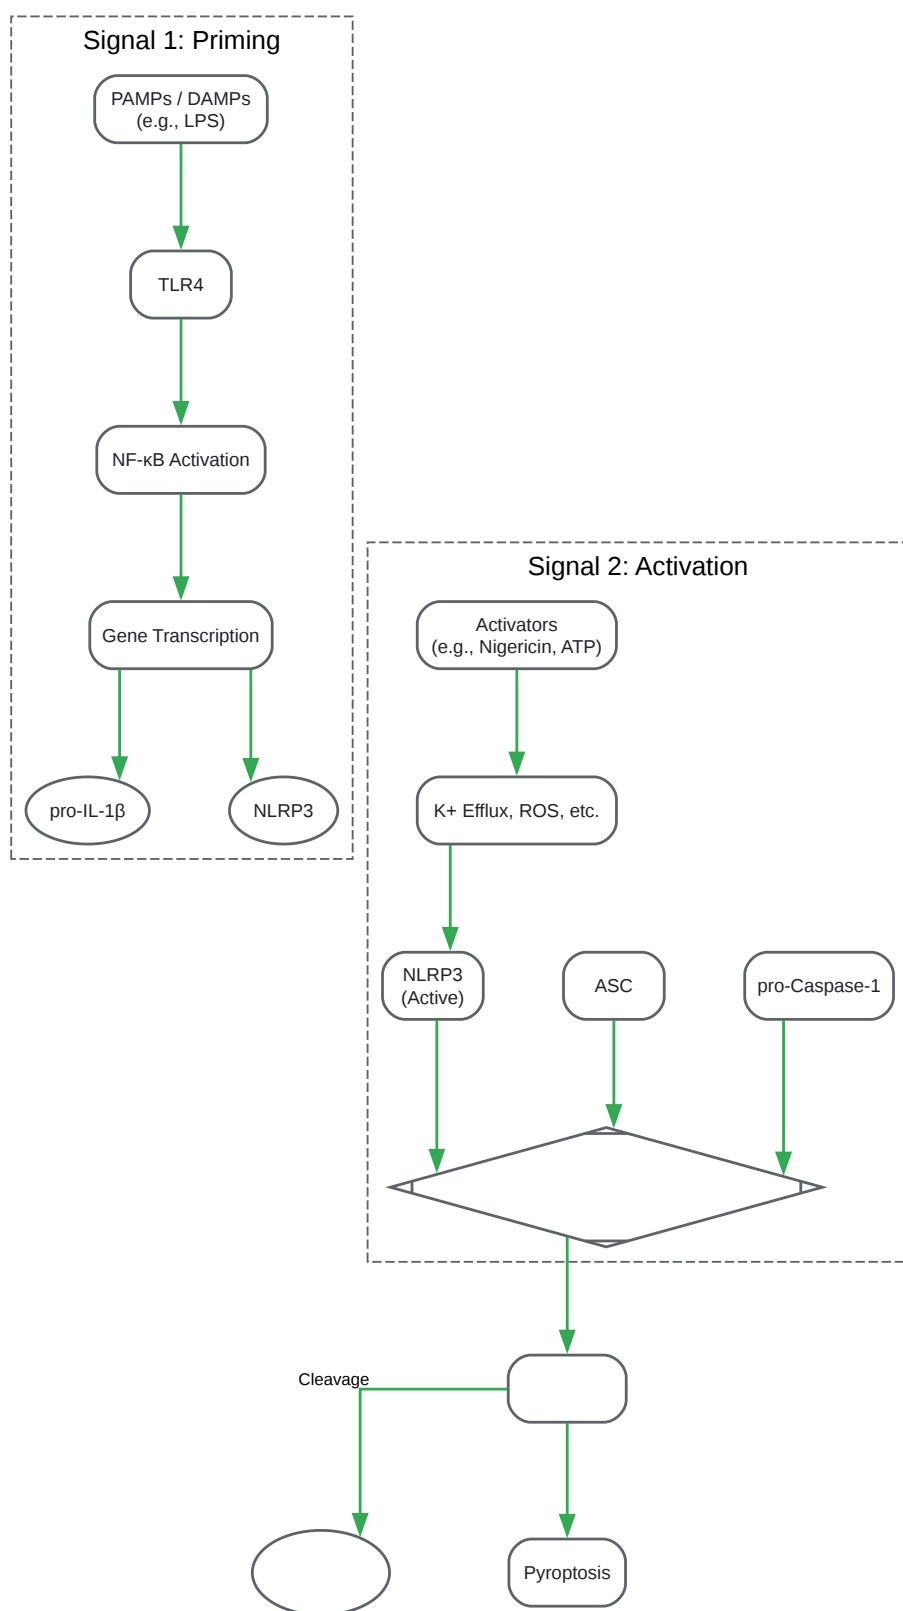 Signal 1: Priming
PAMPs / DAMPs
(e.g., LPS)
TLR4
NF-κB Activation
Gene Transcription
pro-IL-1β
NLRP3
Signal 2: Activation
Activators
(e.g., Nigericin, ATP)
K+ Efflux, ROS, etc.
NLRP3
(Active)
ASC
pro-Caspase-1
Cleavage
Pyroptosis